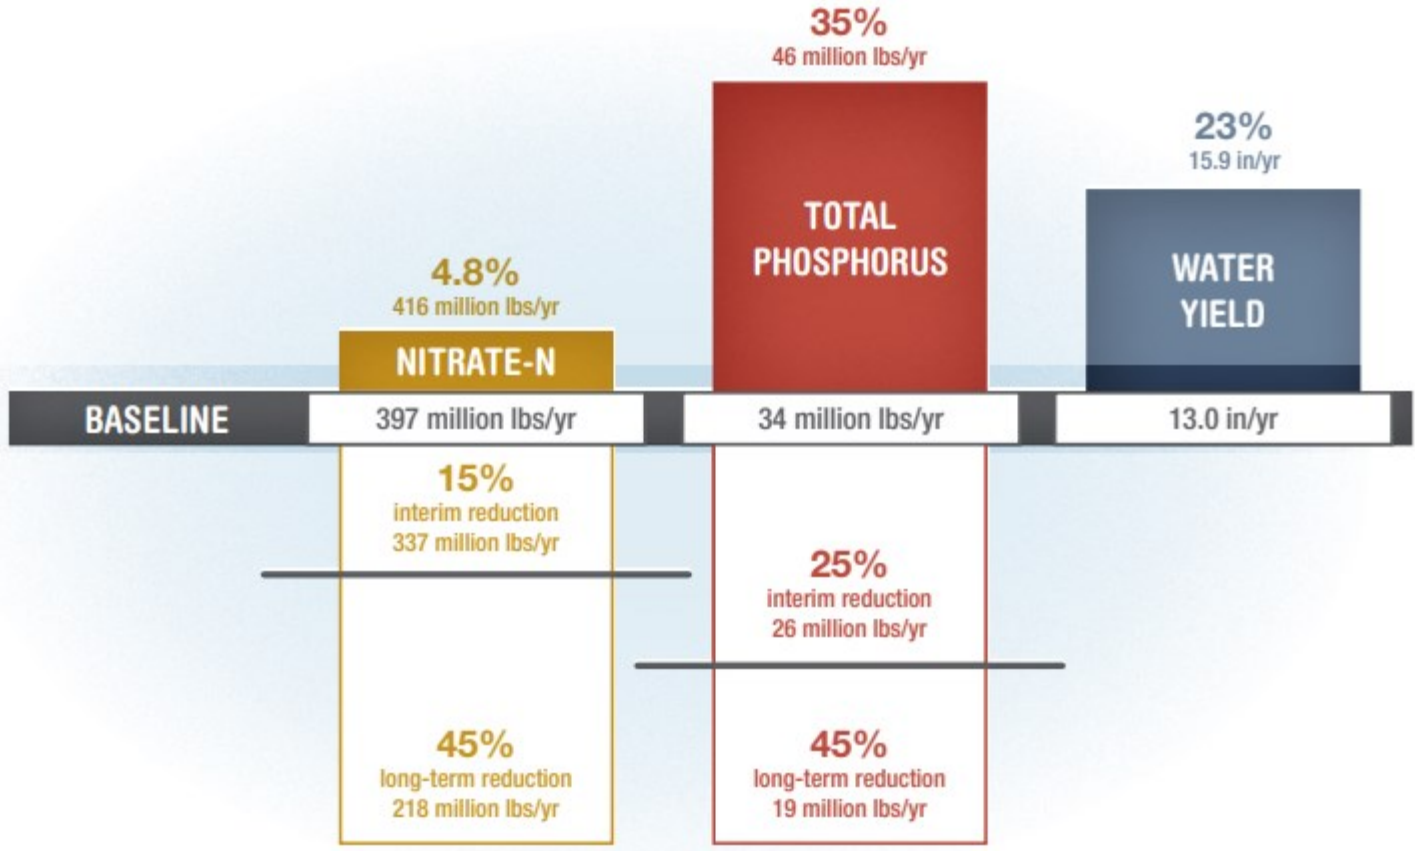 35%
46 million lbs/yr
23%
15.9 in/yr
TOTAL
PHOSPHORUS
WATER
YIELD
4.8%
416 million lbs/yr
NITRATE-N
BASELINE
397 million lbs/yr
34 million lbs/yr
13.0 in/yr
15%
interim reduction
337 million lbs/yr
25%
interim reduction
26 million lbs/yr
45%
long-term reduction
218 million lbs/yr
45%
long-term reduction
19 million lbs/yr